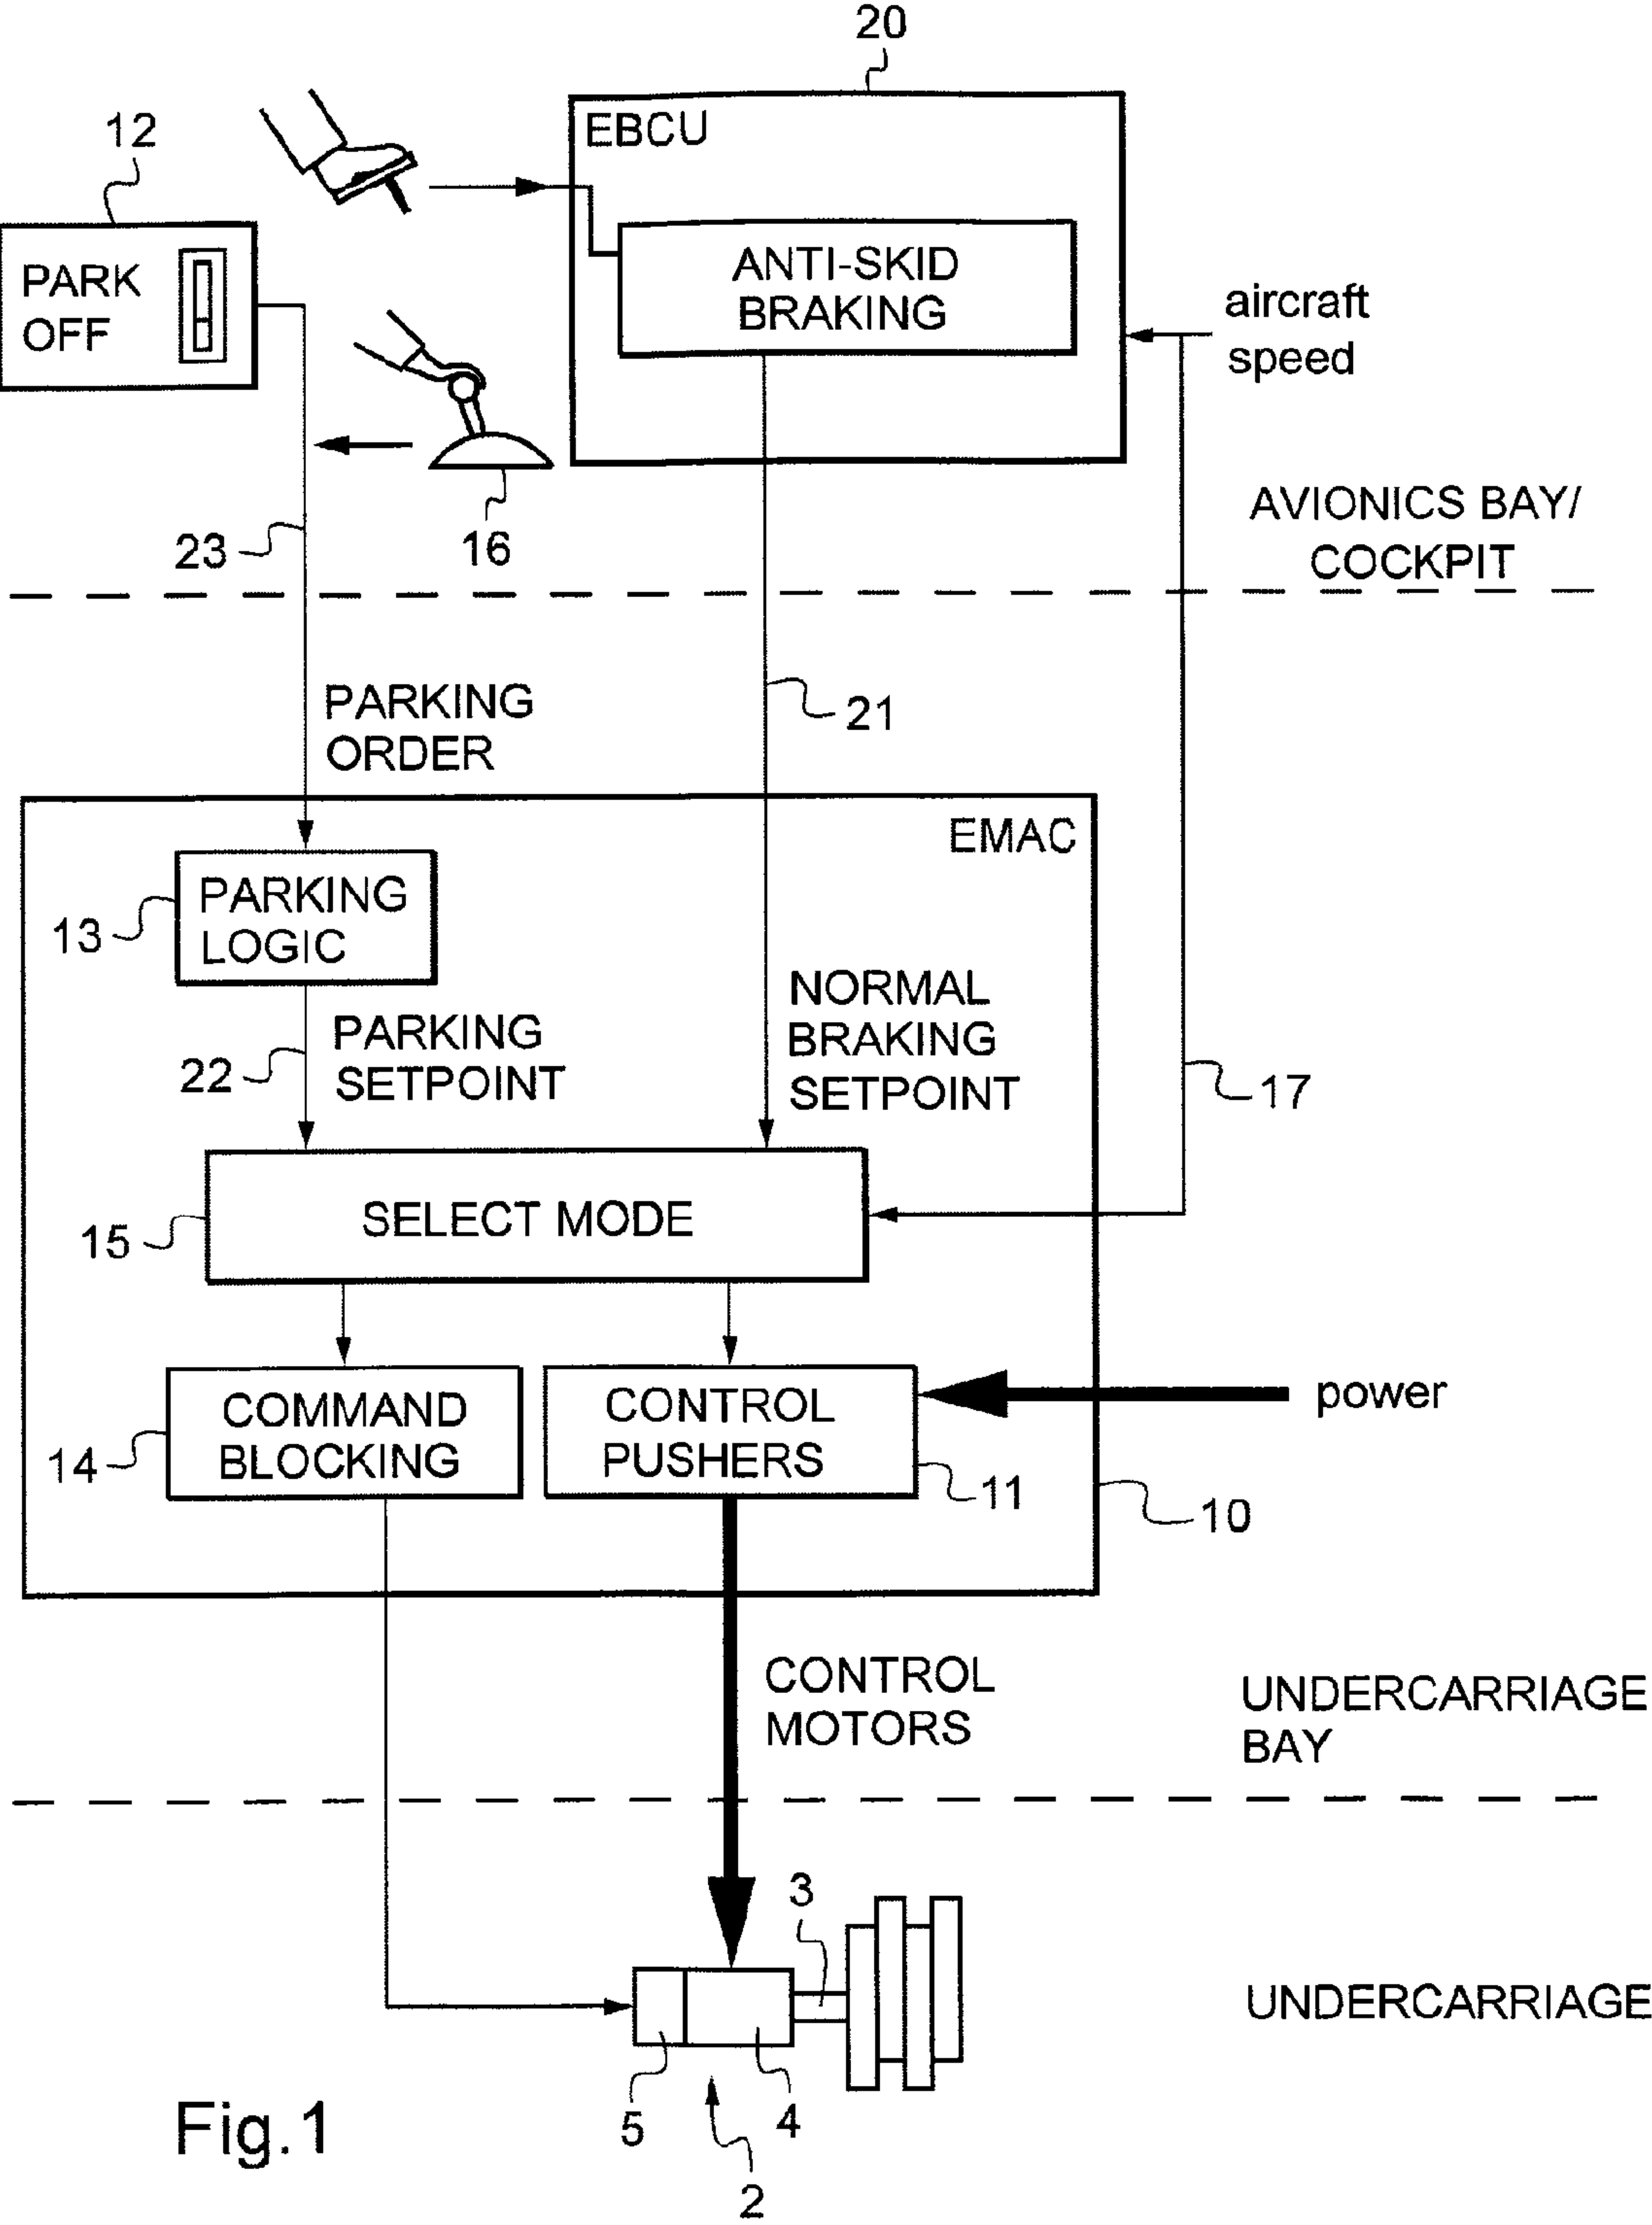 20
12
EBCU
PARK
OFF
ANTI-SKID
BRAKING
aircraft
speed
23
16
AVIONICS BAY/
COCKPIT
PARKING
ORDER
21
EMAC
13
PARKING
LOGIC
22
PARKING
SETPOINT
NORMAL
BRAKING
SETPOINT
17
15
SELECT MODE
14
COMMAND
BLOCKING
CONTROL
PUSHERS
power
11
10
CONTROL
MOTORS
UNDERCARRIAGE
BAY
3
UNDERCARRIAGE
5
4
2
Fig.1